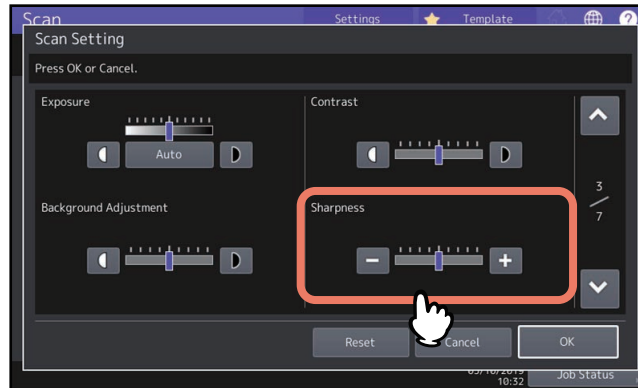 Scan Settings Template ?
Scan Setting
Press OK or Cancel.
Exposure Contrast
Auto
3
7
Background Adjustment Sharpness
− +
Reset Cancel OK
10:32 Job Status